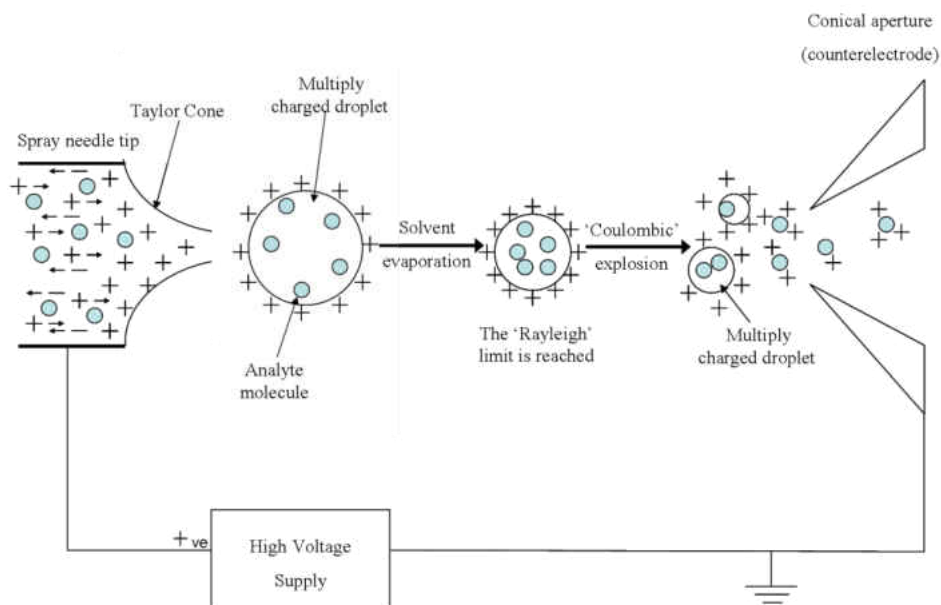 Conical aperture
(counterelectrode)
Multiply
charged droplet
Taylor Cone
Spray needle tip
Solvent
evaporation
‘Coulombic’
explosion
The ‘Rayleigh’
limit is reached
Multiply
charged droplet
Analyte
molecule
+ve
High Voltage
Supply